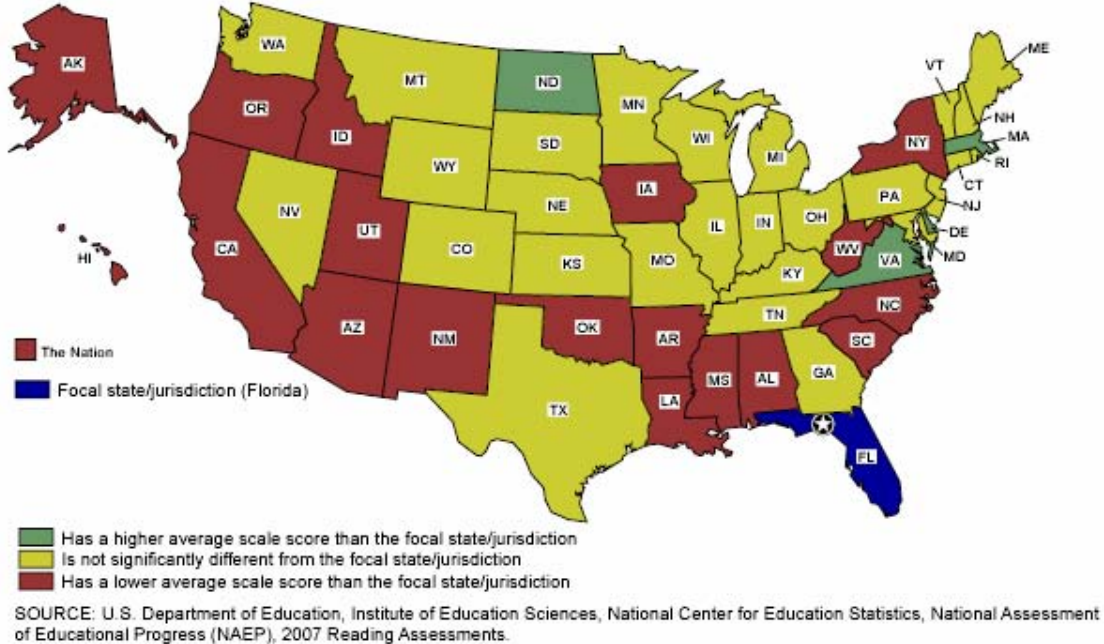 AK
WA
MT
ND
MN
VT
ME
OR
ID
SD
WI
MI
NY
NH
MA
RI
WY
IA
PA
CT
NJ
NV
NE
IL
IN
OH
DE
MD
CA
UT
CO
KS
MO
KY
WV
VA
HI
AZ
NM
OK
AR
TN
NC
SC
The Nation
MS
AL
GA
Focal state/jurisdiction (Florida)
TX
LA
FL
Has a higher average scale score than the focal state/jurisdiction
Is not significantly different from the focal state/jurisdiction
Has a lower average scale score than the focal state/jurisdiction
SOURCE: U.S. Department of Education, Institute of Education Sciences, National Center for Education Statistics, National Assessment
of Educational Progress (NAEP), 2007 Reading Assessments.